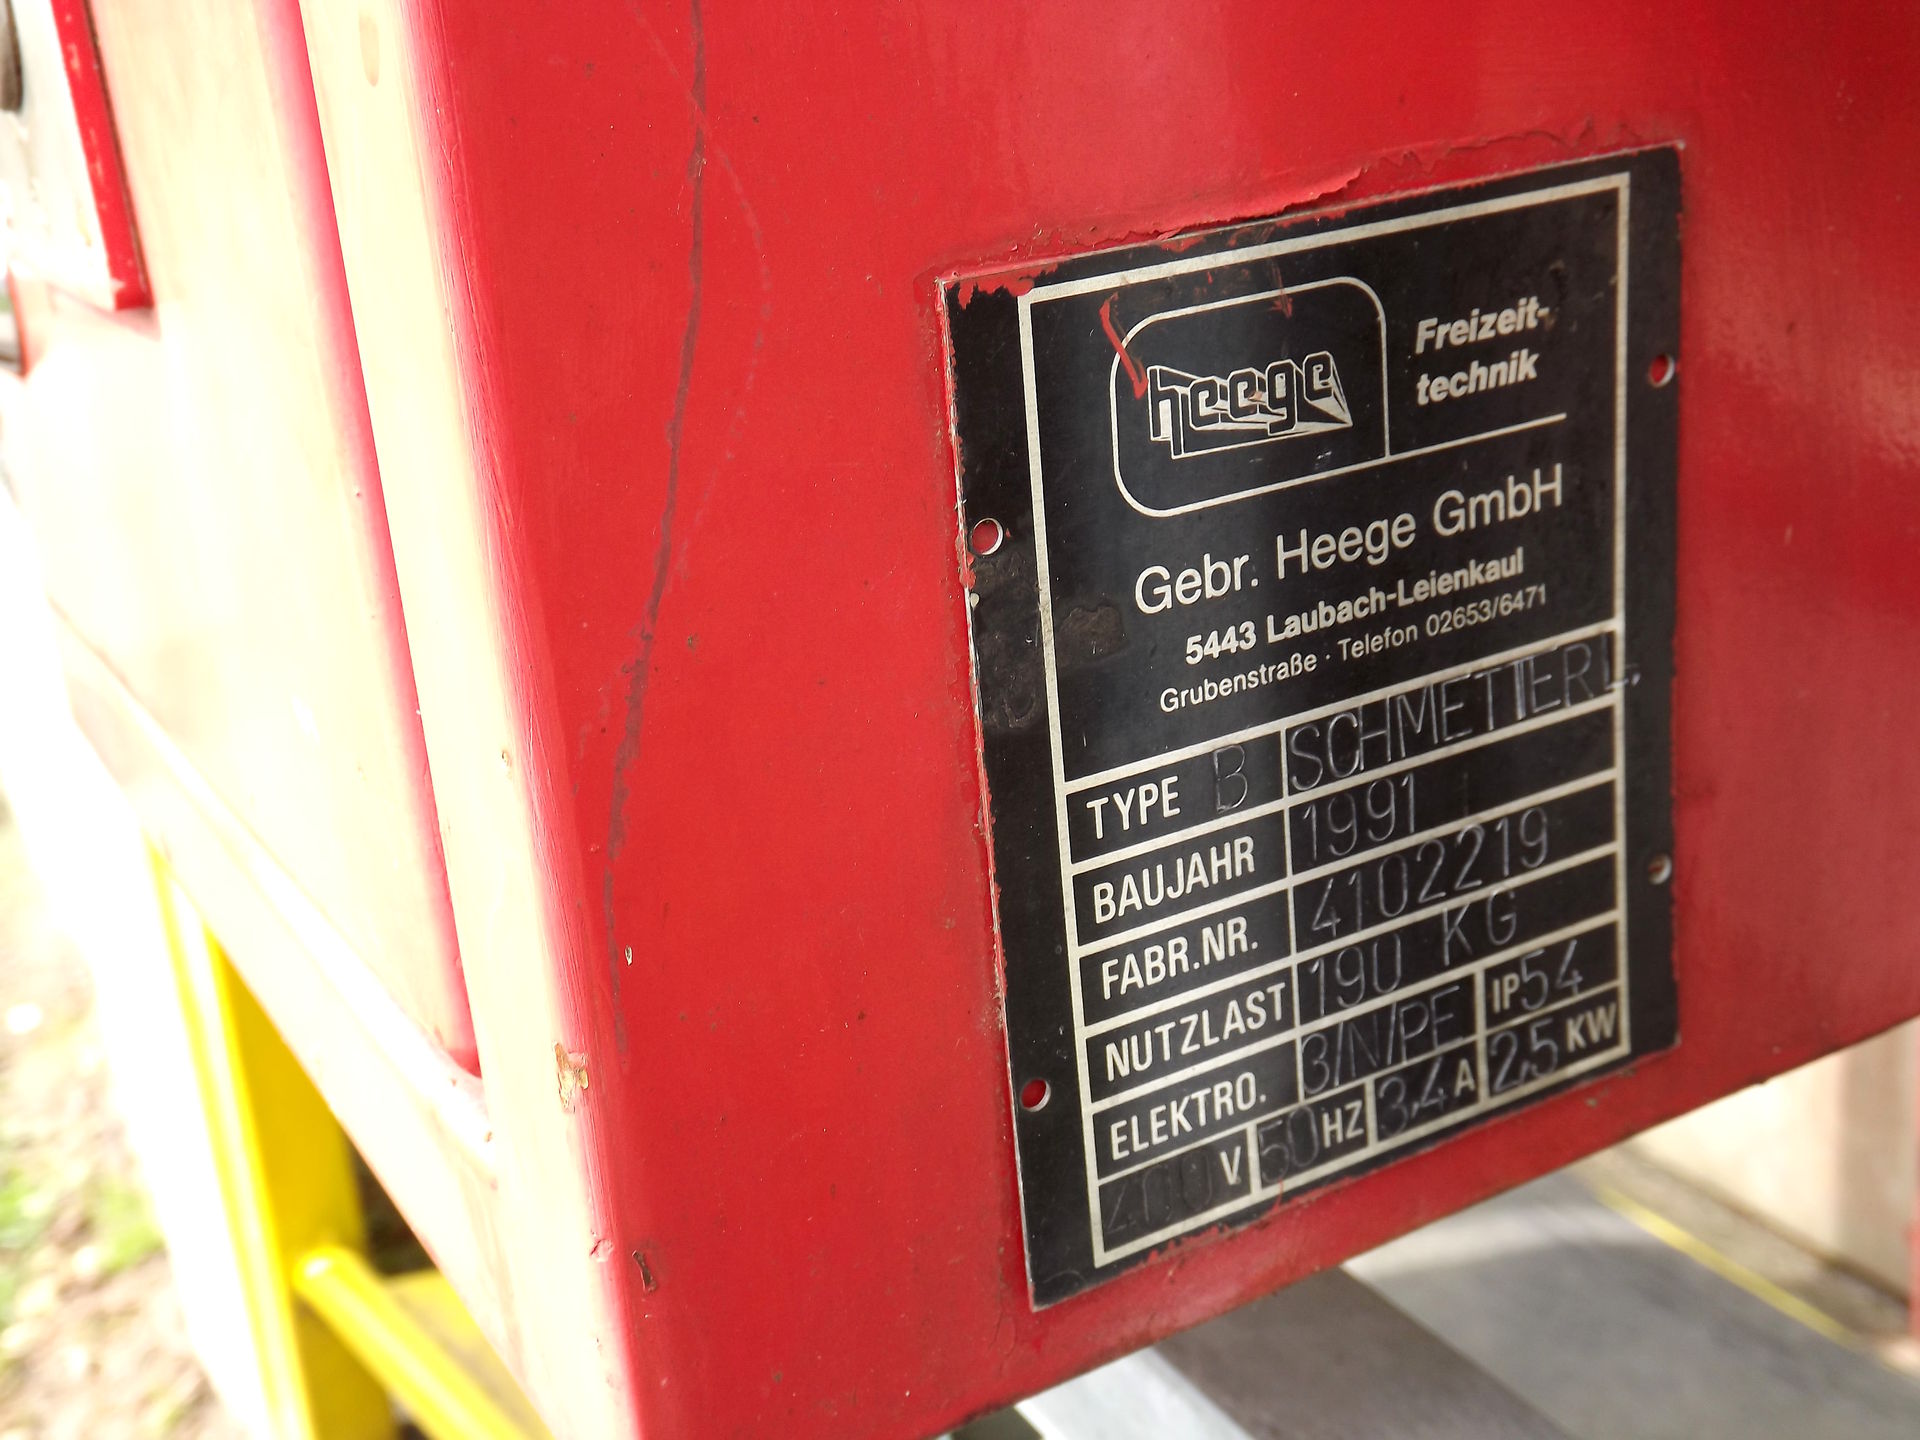 heege
Freizeit-
technik
Gebr. Heege GmbH
5443 Laubach-Leienkaul
Grubenstraße · Telefon 02653/6471
TYPE B SCHMETTERL.
BAUJAHR 1991
FABR.NR. 4102219
NUTZLAST 190 KG
ELEKTRO. 3/N/PE IP54
400 V 50 HZ 3,4 A 2,5 KW